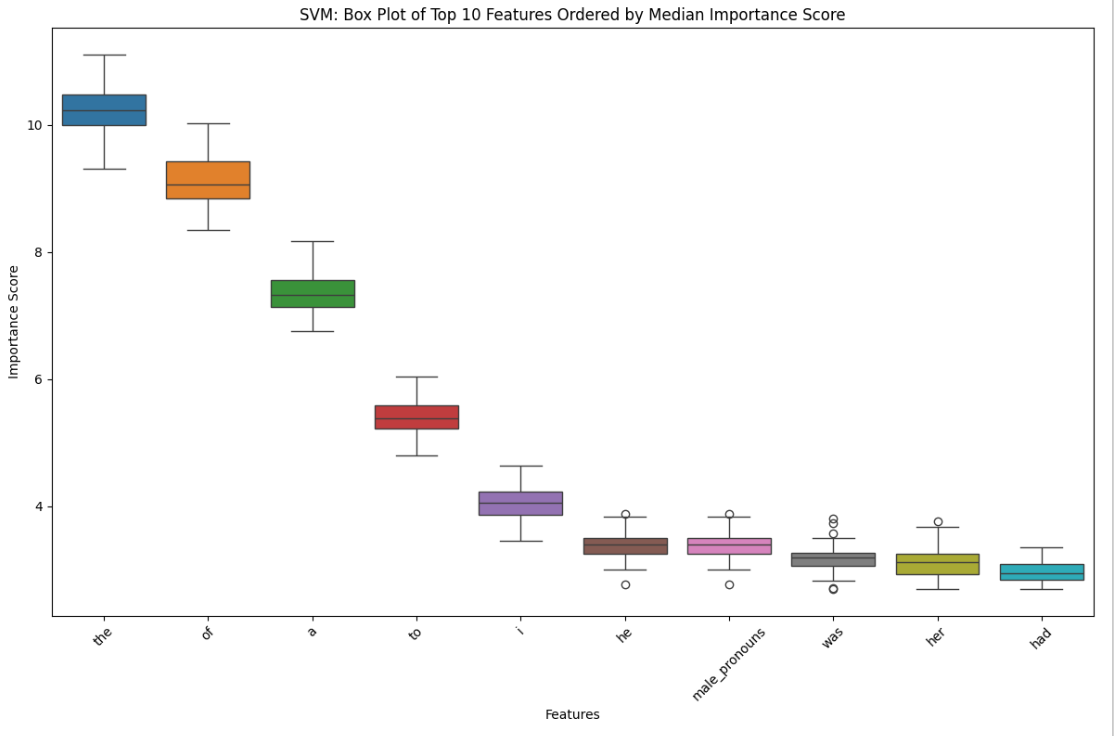 SVM: Box Plot of Top 10 Features Ordered by Median Importance Score
Importance Score
10
8
6
4
the
of
a
to
i
he
male_pronouns
was
her
had
Features